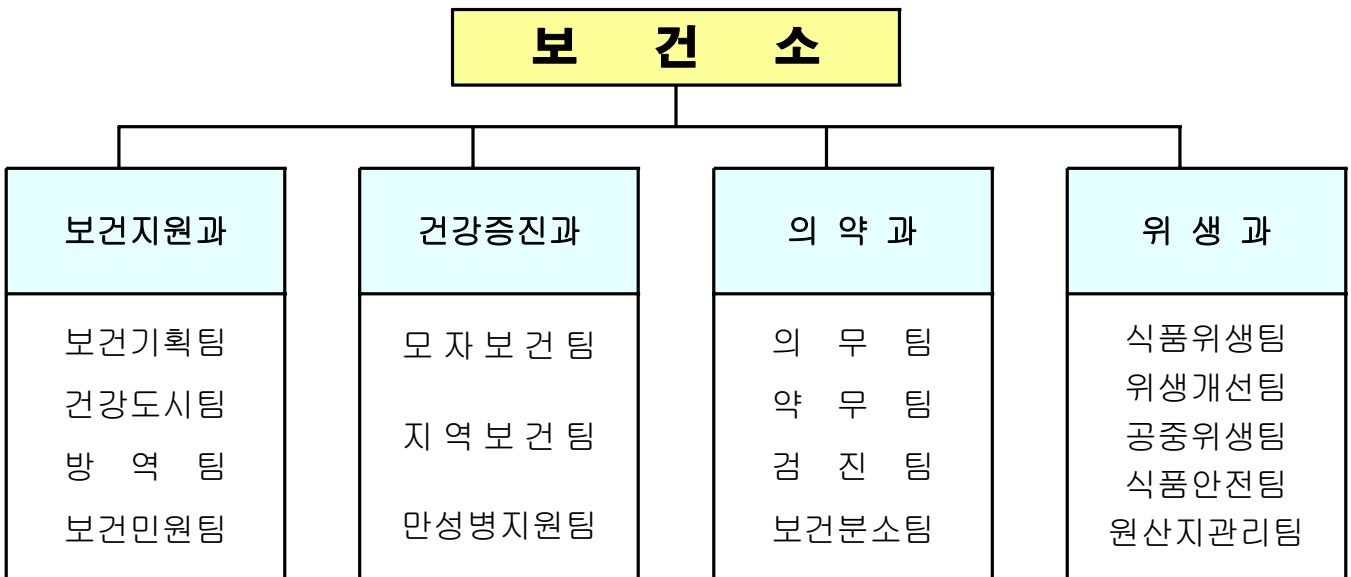 보 건 소
보건지원과
보건기획팀
건강도시팀
방 역 팀
보건민원팀
건강증진과
모 자 보 건 팀
지 역 보 건 팀
만성병지원팀
의 약 과
의 무 팀
약 무 팀
검 진 팀
보건분소팀
위 생 과
식품위생팀
위생개선팀
공중위생팀
식품안전팀
원산지관리팀